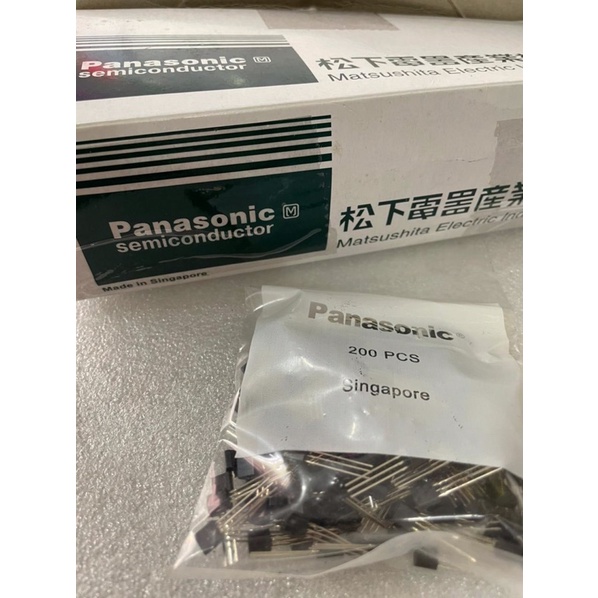 Panasonic M
semiconductor
松下電器産業
Matsushita Electric
Panasonic M
semiconductor
松下電器産業
Matsushita Electric
Made in Singapore
Panasonic
200 PCS
Singapore